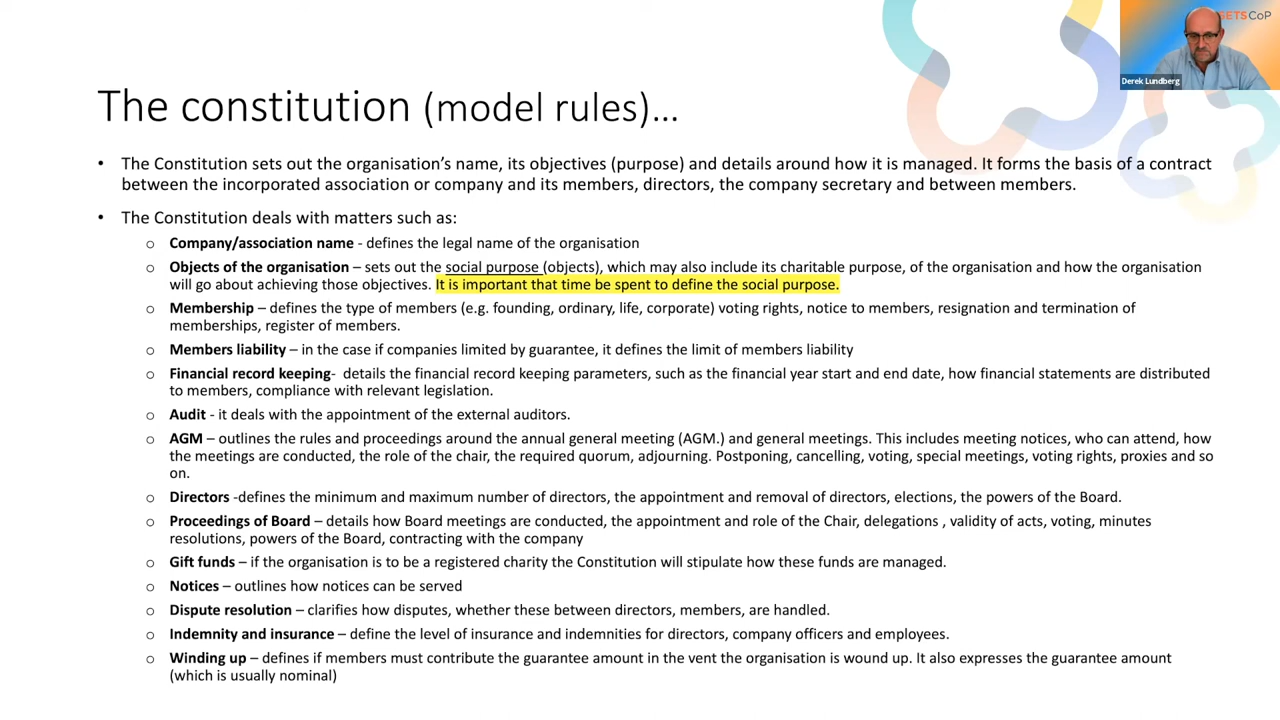 SETSCoP
Derek Lundberg
The constitution (model rules)…
• The Constitution sets out the organisation's name, its objectives (purpose) and details around how it is managed. It forms the basis of a contract
between the incorporated association or company and its members, directors, the company secretary and between members.
• The Constitution deals with matters such as:
o Company/association name - defines the legal name of the organisation
o Objects of the organisation – sets out the social purpose (objects), which may also include its charitable purpose, of the organisation and how the organisation
will go about achieving those objectives. It is important that time be spent to define the social purpose.
o Membership – defines the type of members (e.g. founding, ordinary, life, corporate) voting rights, notice to members, resignation and termination of
memberships, register of members.
o Members liability – in the case if companies limited by guarantee, it defines the limit of members liability
o Financial record keeping- details the financial record keeping parameters, such as the financial year start and end date, how financial statements are distributed
to members, compliance with relevant legislation.
o Audit - it deals with the appointment of the external auditors.
o AGM – outlines the rules and proceedings around the annual general meeting (AGM.) and general meetings. This includes meeting notices, who can attend, how
the meetings are conducted, the role of the chair, the required quorum, adjourning. Postponing, cancelling, voting, special meetings, voting rights, proxies and so
on.
o Directors -defines the minimum and maximum number of directors, the appointment and removal of directors, elections, the powers of the Board.
o Proceedings of Board – details how Board meetings are conducted, the appointment and role of the Chair, delegations , validity of acts, voting, minutes
resolutions, powers of the Board, contracting with the company
o Gift funds – if the organisation is to be a registered charity the Constitution will stipulate how these funds are managed.
o Notices – outlines how notices can be served
o Dispute resolution – clarifies how disputes, whether these between directors, members, are handled.
o Indemnity and insurance – define the level of insurance and indemnities for directors, company officers and employees.
o Winding up – defines if members must contribute the guarantee amount in the vent the organisation is wound up. It also expresses the guarantee amount
(which is usually nominal)